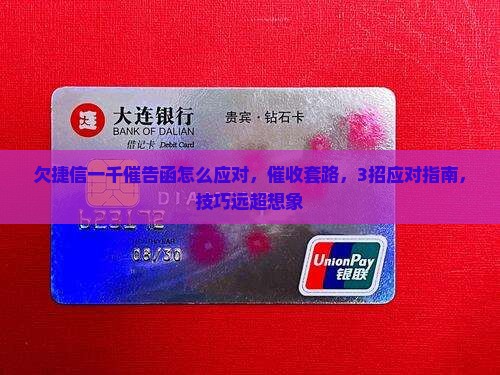 大连银行
BANK OF DALIAN
贵宾·钻石卡
借记卡 Debit Card
欠捷信一千催告函怎么应对，催收套路，3招应对指南，
技巧远超想象
DIA
623173
08/30
UnionPay
银联